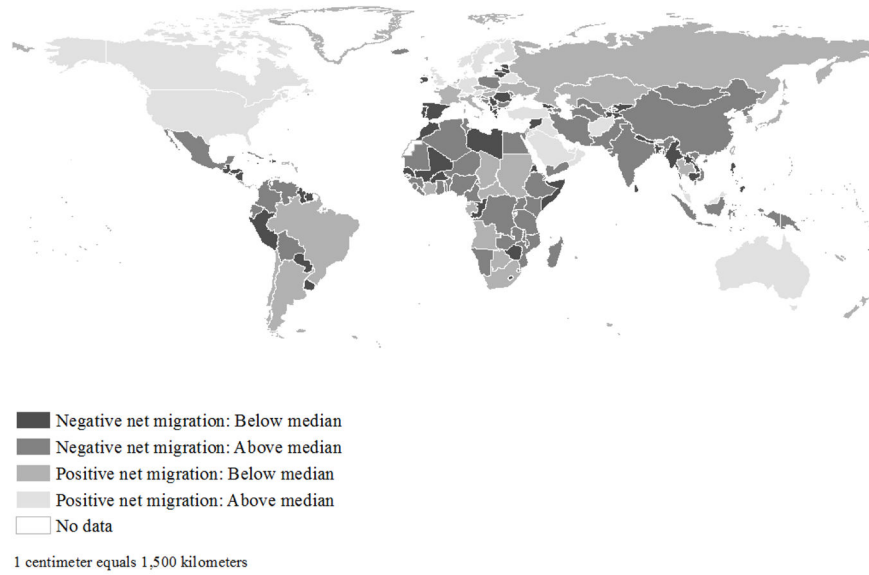 Negative net migration: Below median
Negative net migration: Above median
Positive net migration: Below median
Positive net migration: Above median
No data
1 centimeter equals 1,500 kilometers